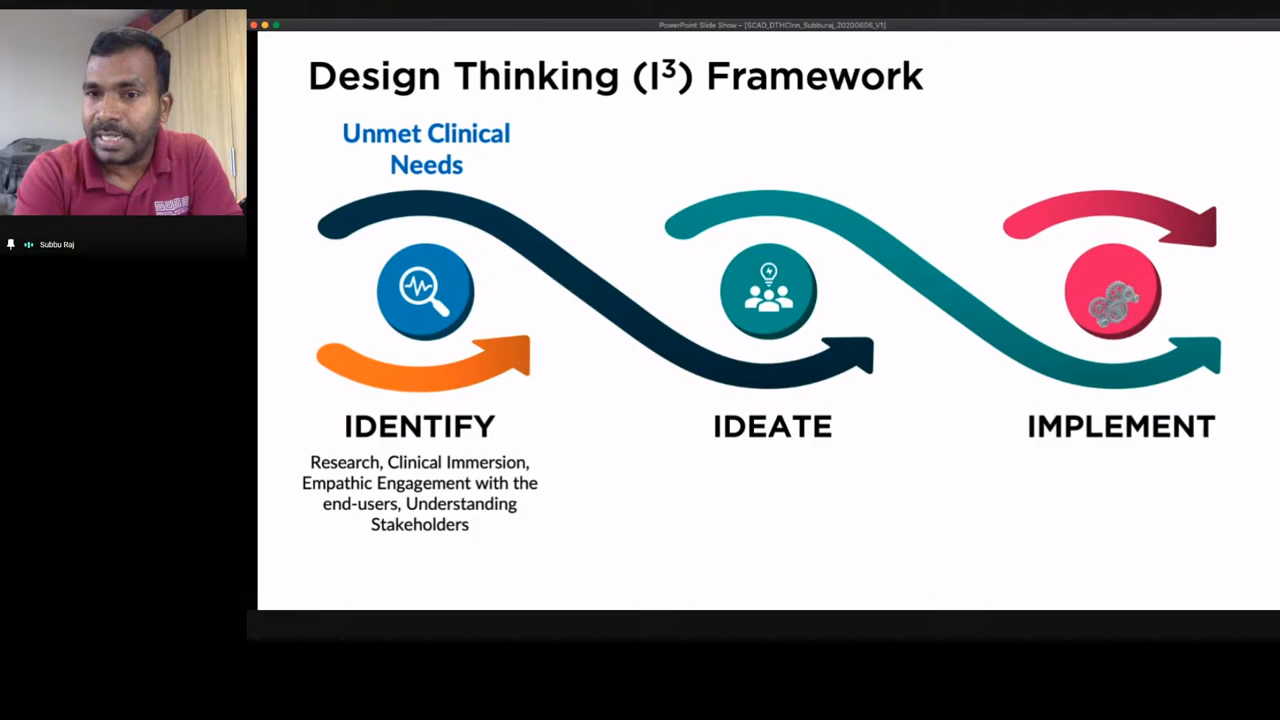 PowerPoint Slide Show - [SCAD_DTHCInn_Subburaj_20200606_V1]
Design Thinking (I³) Framework
Unmet Clinical
Needs
IDENTIFY
IDEATE
IMPLEMENT
Research, Clinical Immersion,
Empathic Engagement with the
end-users, Understanding
Stakeholders
Subbu Raj